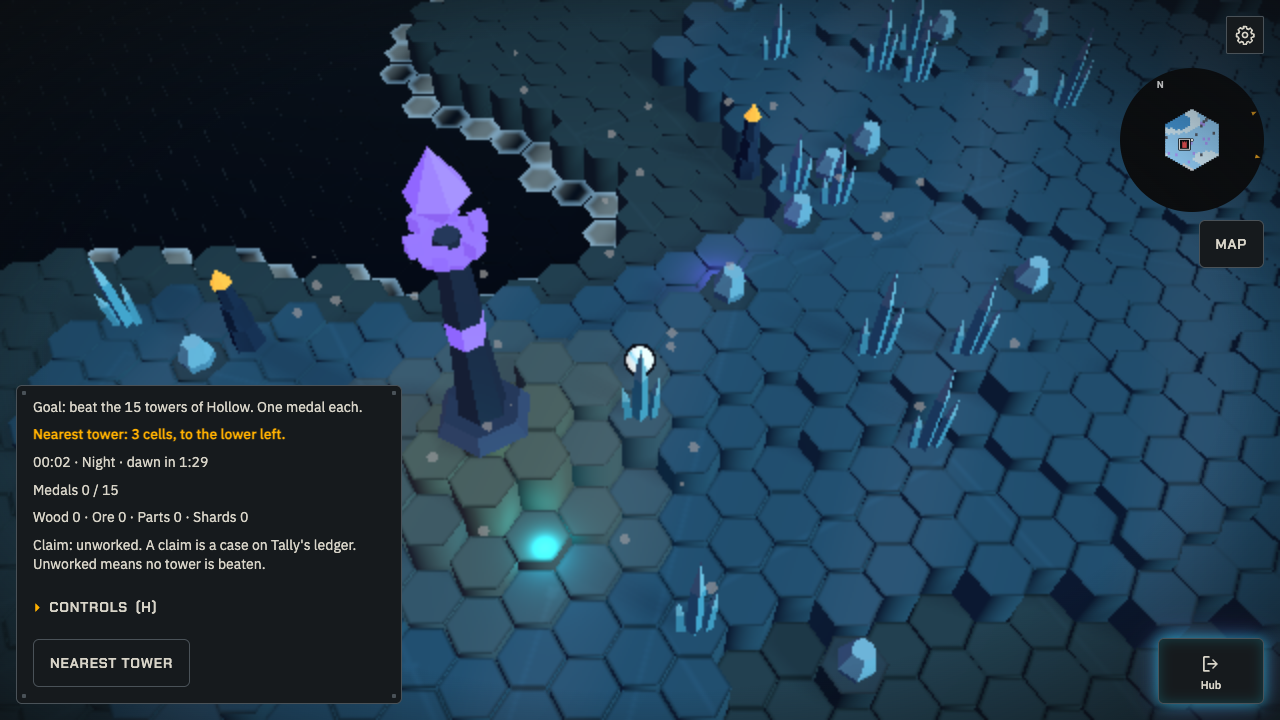 Goal: beat the 15 towers of Hollow. One medal each.
Nearest tower: 3 cells, to the lower left.
00:02 · Night · dawn in 1:29
Medals 0 / 15
Wood 0 · Ore 0 · Parts 0 · Shards 0
Claim: unworked. A claim is a case on Tally's ledger.
Unworked means no tower is beaten.
CONTROLS (H)
NEAREST TOWER
N
MAP
Hub